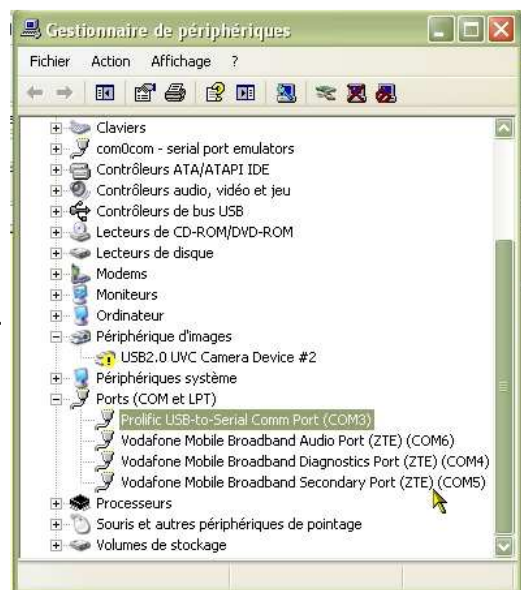 Gestionnaire de périphériques
Fichier Action Affichage ?
Claviers
com0com - serial port emulators
Contrôleurs ATA/ATAPI IDE
Contrôleurs audio, vidéo et jeu
Contrôleurs de bus USB
Lecteurs de CD-ROM/DVD-ROM
Lecteurs de disque
Modems
Moniteurs
Ordinateur
Périphérique d'images
USB2.0 UVC Camera Device #2
Périphériques système
Ports (COM et LPT)
Prolific USB-to-Serial Comm Port (COM3)
Vodafone Mobile Broadband Audio Port (ZTE) (COM6)
Vodafone Mobile Broadband Diagnostics Port (ZTE) (COM4)
Vodafone Mobile Broadband Secondary Port (ZTE) (COM5)
Processeurs
Souris et autres périphériques de pointage
Volumes de stockage